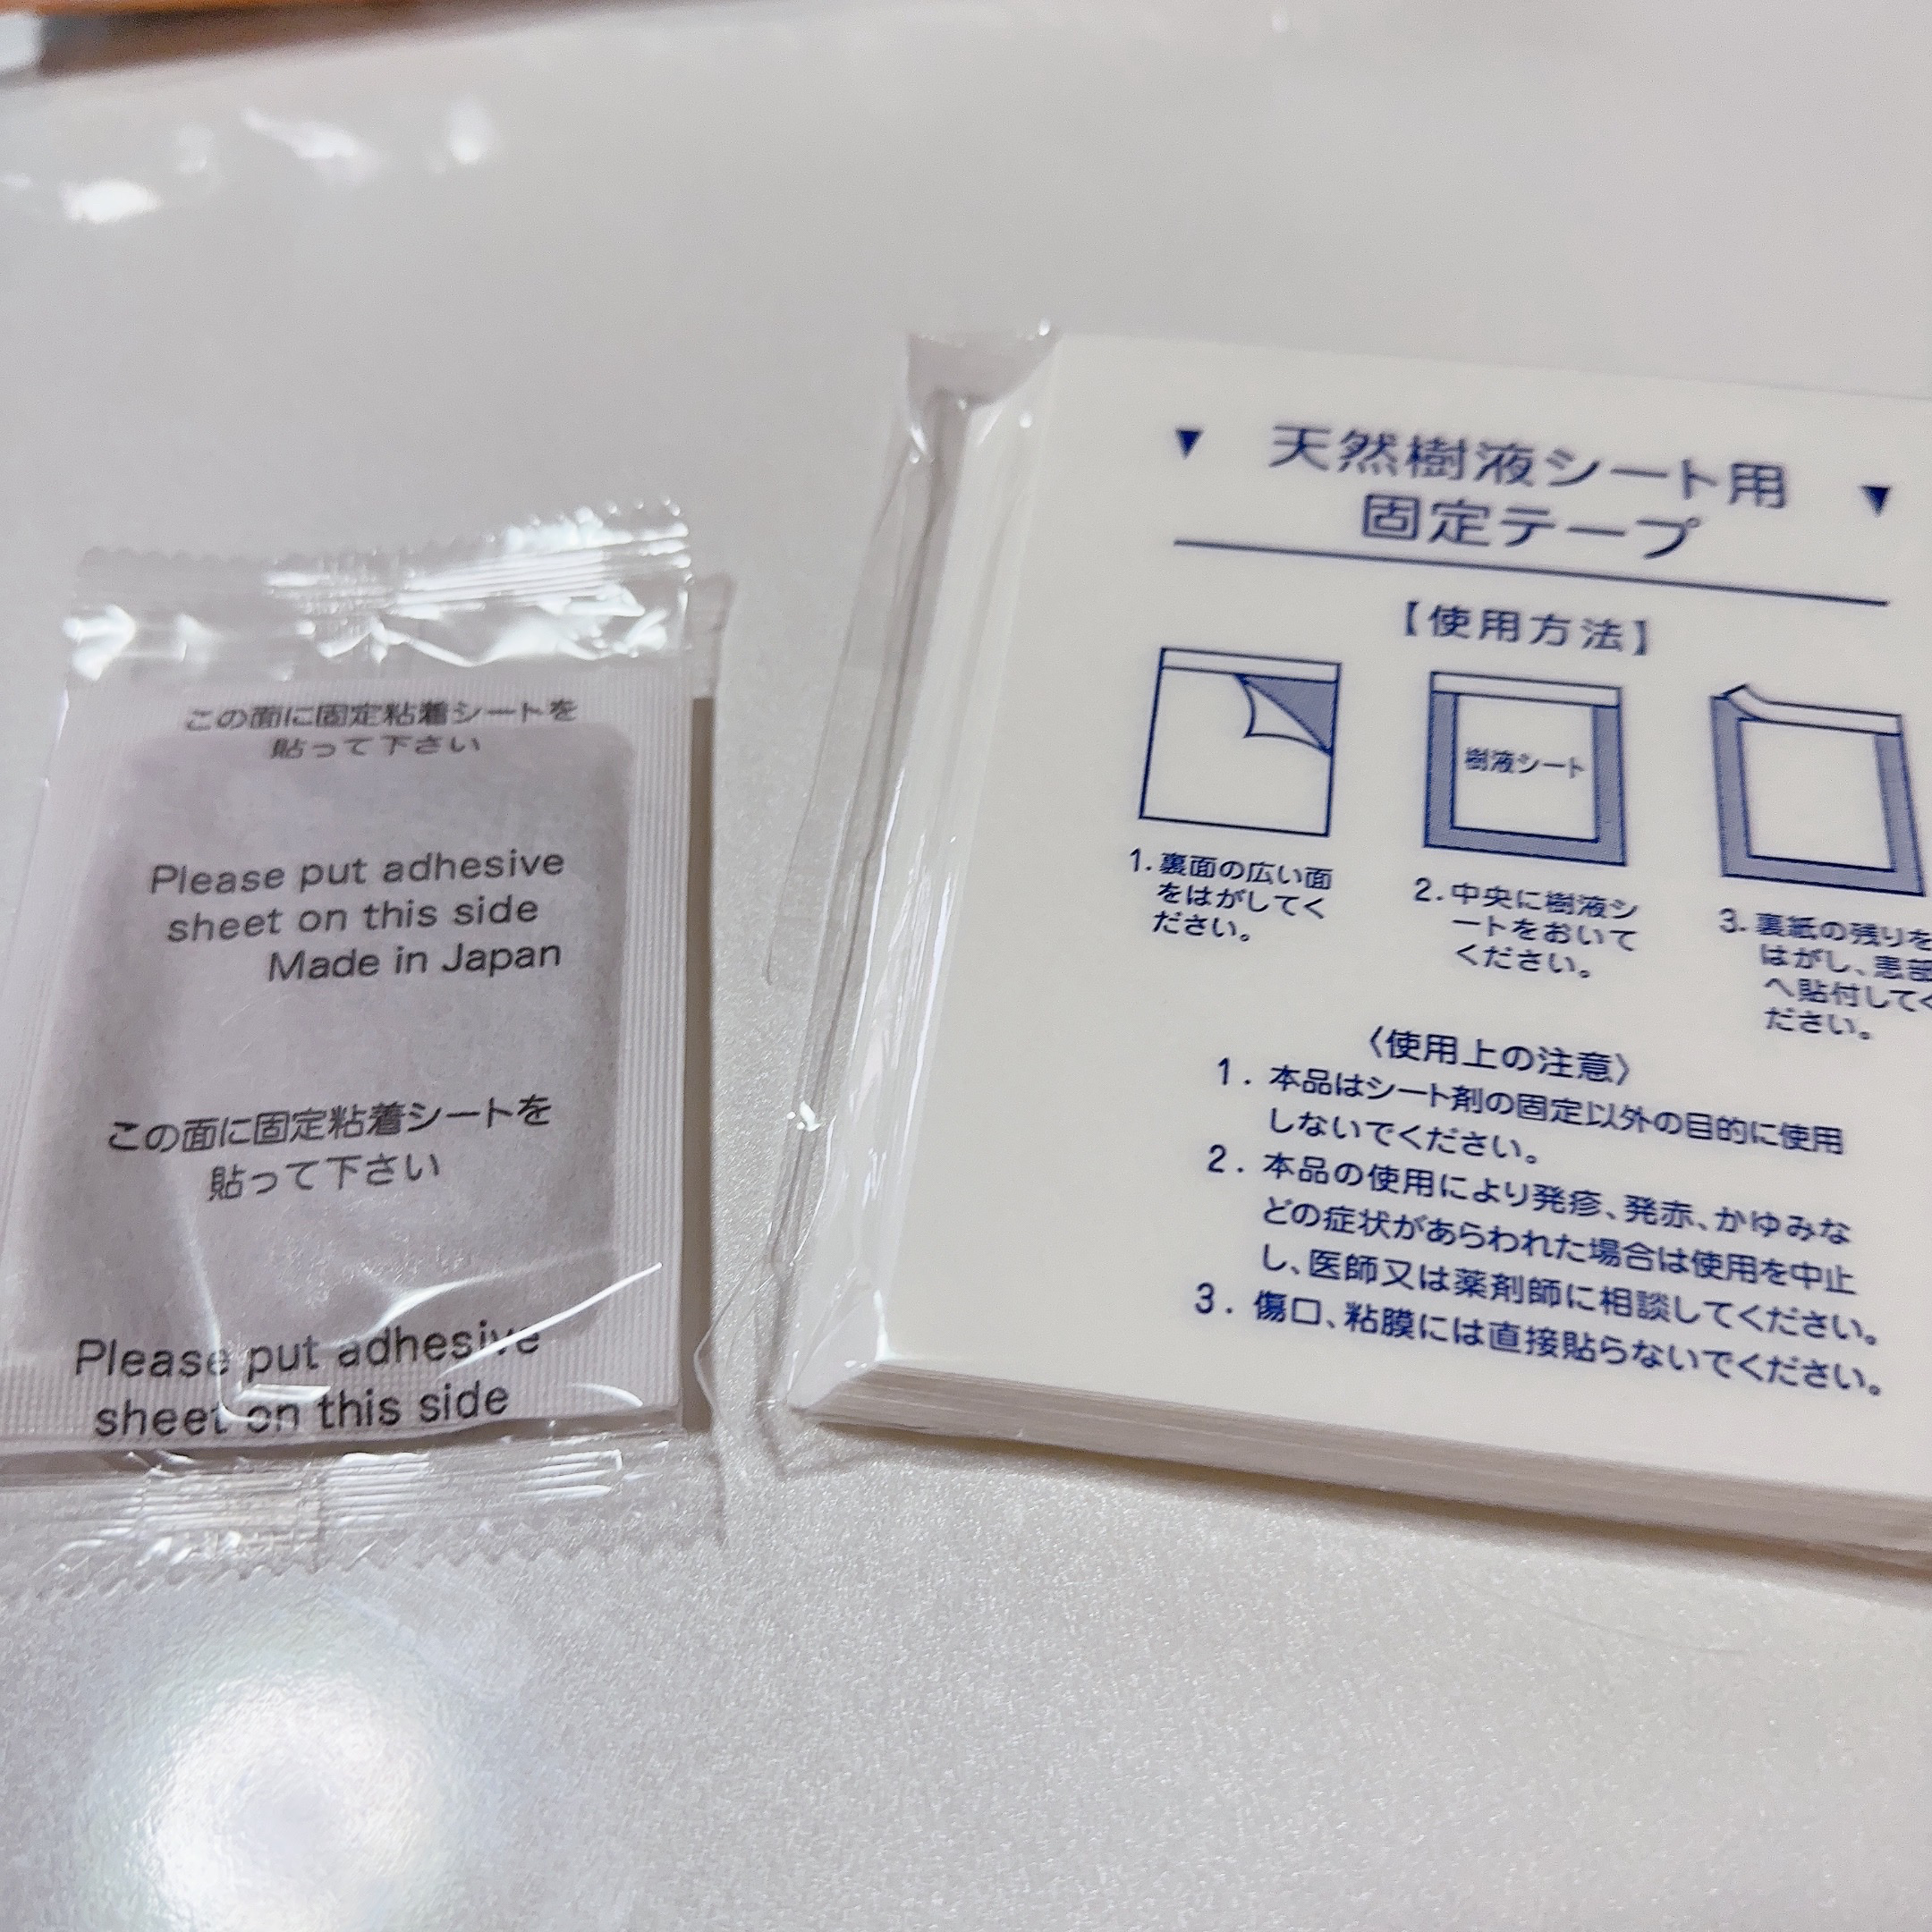 この面に固定粘着シートを
貼って下さい
Please put adhesive
sheet on this side
Made in Japan
この面に固定粘着シートを
貼って下さい
Please put adhesive
sheet on this side
▼ 天然樹液シート用 ▼
固定テープ
【使用方法】
樹液シート
1.裏面の広い面
をはがしてく
ださい。
2.中央に樹液シ
ートをおいて
ください。
3.裏紙の残りを
はがし、患部
へ貼付してく
ださい。
〈使用上の注意〉
1.本品はシート剤の固定以外の目的に使用
しないでください。
2.本品の使用により発疹、発赤、かゆみな
どの症状があらわれた場合は使用を中止
し、医師又は薬剤師に相談してください。
3.傷口、粘膜には直接貼らないでください。